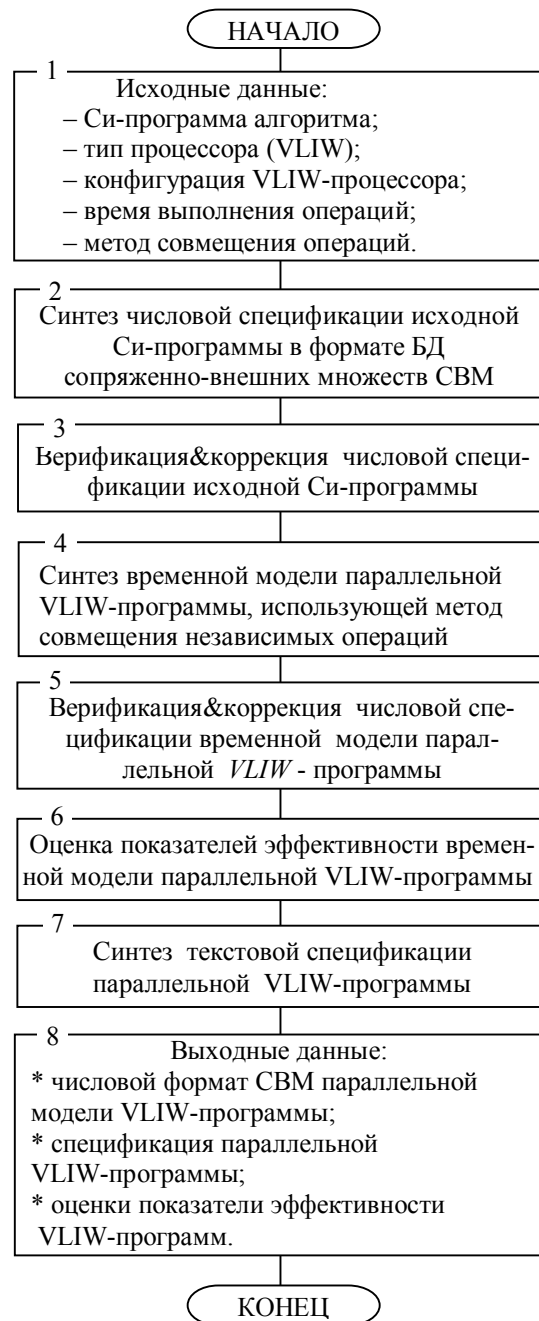 НАЧАЛО
1
Исходные данные:
– Си-программа алгоритма;
– тип процессора (VLIW);
– конфигурация VLIW-процессора;
– время выполнения операций;
– метод совмещения операций.
2
Синтез числовой спецификации исходной
Си-программы в формате БД
сопряженно-внешних множеств СВМ
3
Верификация&коррекция числовой специ-
фикации исходной Си-программы
4
Синтез временной модели параллельной
VLIW-программы, использующей метод
совмещения независимых операций
5
Верификация&коррекция числовой спе-
цификации временной модели парал-
лельной VLIW - программы
6
Оценка показателей эффективности времен-
ной модели параллельной VLIW-программы
7
Синтез текстовой спецификации
параллельной VLIW-программы
8
Выходные данные:
* числовой формат СВМ параллельной
модели VLIW-программы;
* спецификация параллельной
VLIW-программы;
* оценки показатели эффективности
VLIW-программ.
КОНЕЦ